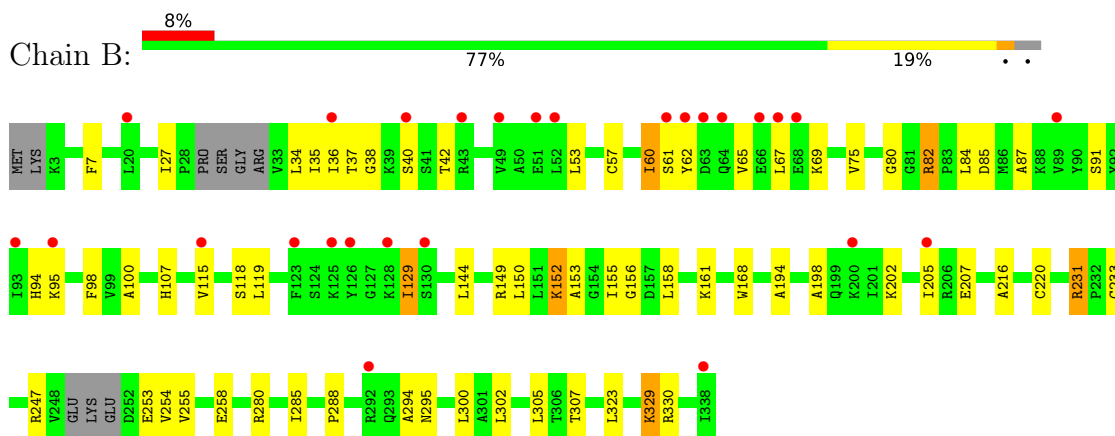 8%
Chain B:
77% 19% • •
MET LYS K3 F7 L20 I27 P28 PRO SER GLY ARG V33 L34 I35 I36 T37 G38 K39 S40 S41 T42 R43 V49 A50 E51 L52 L53 C57 I60 S61 Y62 D63 Q64 V65 E66 L67 E68 K69 V75 G80 G81 R82 P83 L84 D85 M86 A87 K88 V89 Y90 S91
I93 H94 K95 F98 V99 A100 H107 V115 S118 L119 F123 S124 K125 Y126 G127 K128 I129 S130 L144 R149 L150 L151 K152 A153 G154 I155 G156 D157 L158 K161 W168 A194 A198 Q199 K200 I201 K202 I205 R206 E207 A216 C220 R231 P232
R247 V248 GLU LYS GLU D252 E253 V254 V255 E258 R280 I285 P288 R292 Q293 A294 N295 L300 A301 L302 L305 T306 T307 L323 K329 R330 I338